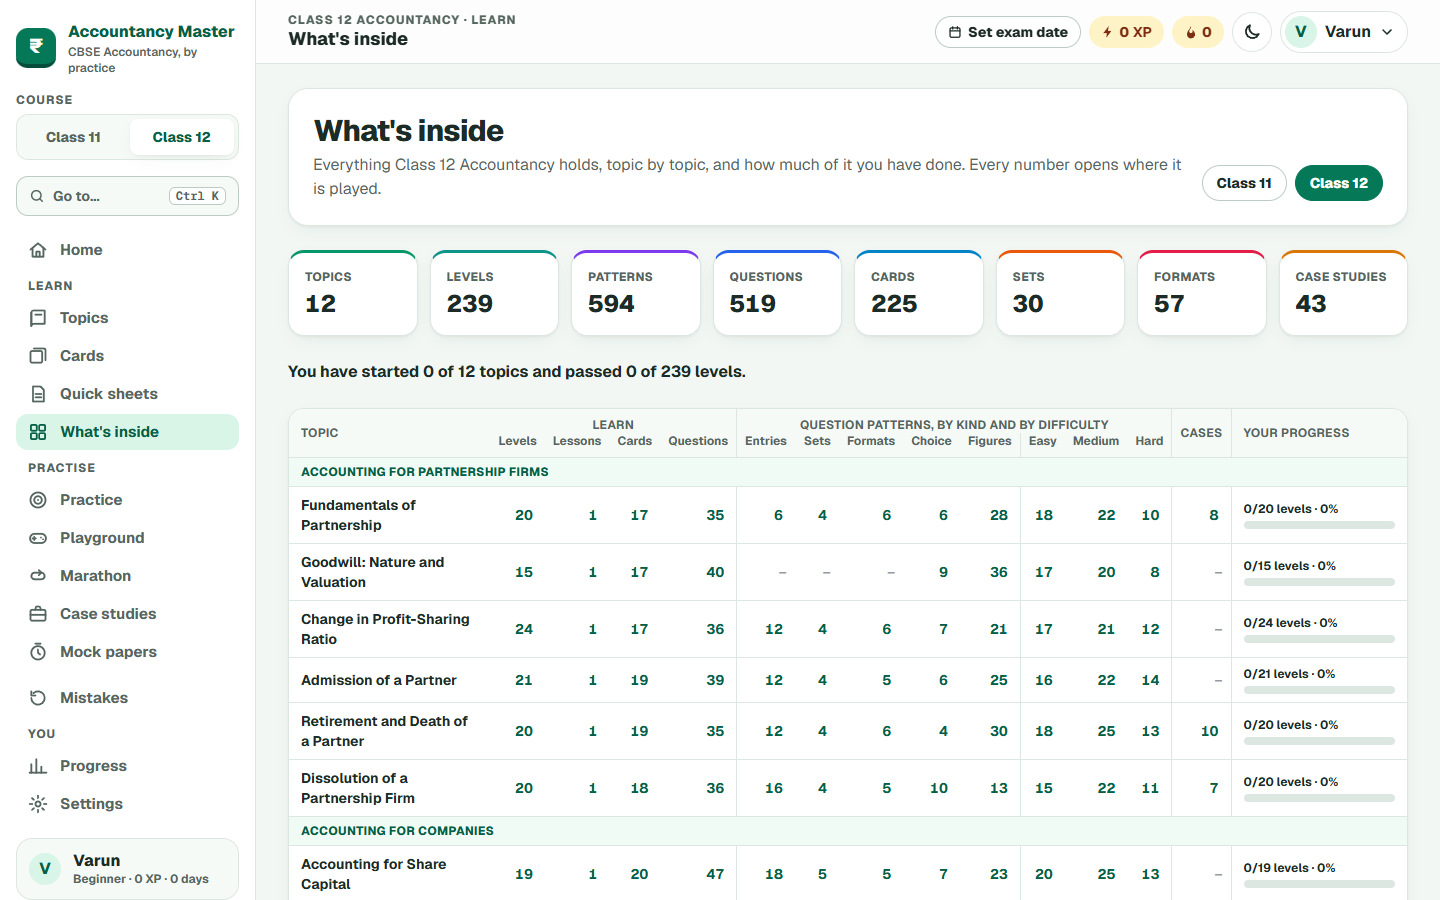 Accountancy Master
CBSE Accountancy, by
practice
COURSE
Class 11
Class 12
Go to...
Ctrl K
Home
LEARN
Topics
Cards
Quick sheets
What's inside
PRACTISE
Practice
Playground
Marathon
Case studies
Mock papers
Mistakes
YOU
Progress
Settings
V
Varun
Beginner · 0 XP · 0 days
CLASS 12 ACCOUNTANCY · LEARN
What's inside
Set exam date
0 XP
0
V Varun
What's inside
Everything Class 12 Accountancy holds, topic by topic, and how much of it you have done. Every number opens where it
is played.
Class 11
Class 12
TOPICS
12
LEVELS
239
PATTERNS
594
QUESTIONS
519
CARDS
225
SETS
30
FORMATS
57
CASE STUDIES
43
You have started 0 of 12 topics and passed 0 of 239 levels.
TOPIC LEARN QUESTION PATTERNS, BY KIND AND BY DIFFICULTY CASES YOUR PROGRESS
Levels Lessons Cards Questions Entries Sets Formats Choice Figures Easy Medium Hard
ACCOUNTING FOR PARTNERSHIP FIRMS
Fundamentals of
Partnership
20 1 17 35 6 4 6 6 28 18 22 10 8 0/20 levels · 0%
Goodwill: Nature and
Valuation
15 1 17 40 – – – 9 36 17 20 8 – 0/15 levels · 0%
Change in Profit-Sharing
Ratio
24 1 17 36 12 4 6 7 21 17 21 12 – 0/24 levels · 0%
Admission of a Partner 21 1 19 39 12 4 5 6 25 16 22 14 – 0/21 levels · 0%
Retirement and Death of
a Partner
20 1 19 35 12 4 6 4 30 18 25 13 10 0/20 levels · 0%
Dissolution of a
Partnership Firm
20 1 18 36 16 4 5 10 13 15 22 11 7 0/20 levels · 0%
ACCOUNTING FOR COMPANIES
Accounting for Share
Capital
19 1 20 47 18 5 5 7 23 20 25 13 – 0/19 levels · 0%